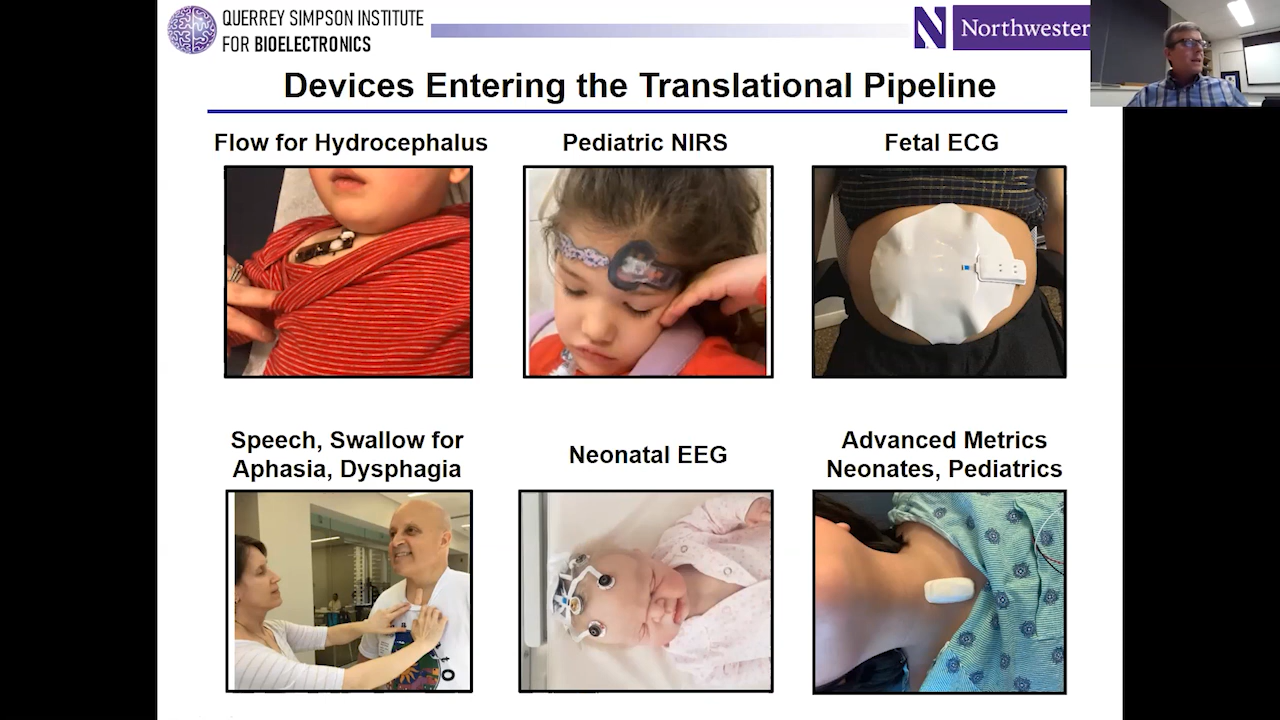 QUERREY SIMPSON INSTITUTE
FOR BIOELECTRONICS
N Northwester
Devices Entering the Translational Pipeline
Flow for Hydrocephalus
Pediatric NIRS
Fetal ECG
Speech, Swallow for
Aphasia, Dysphagia
Neonatal EEG
Advanced Metrics
Neonates, Pediatrics